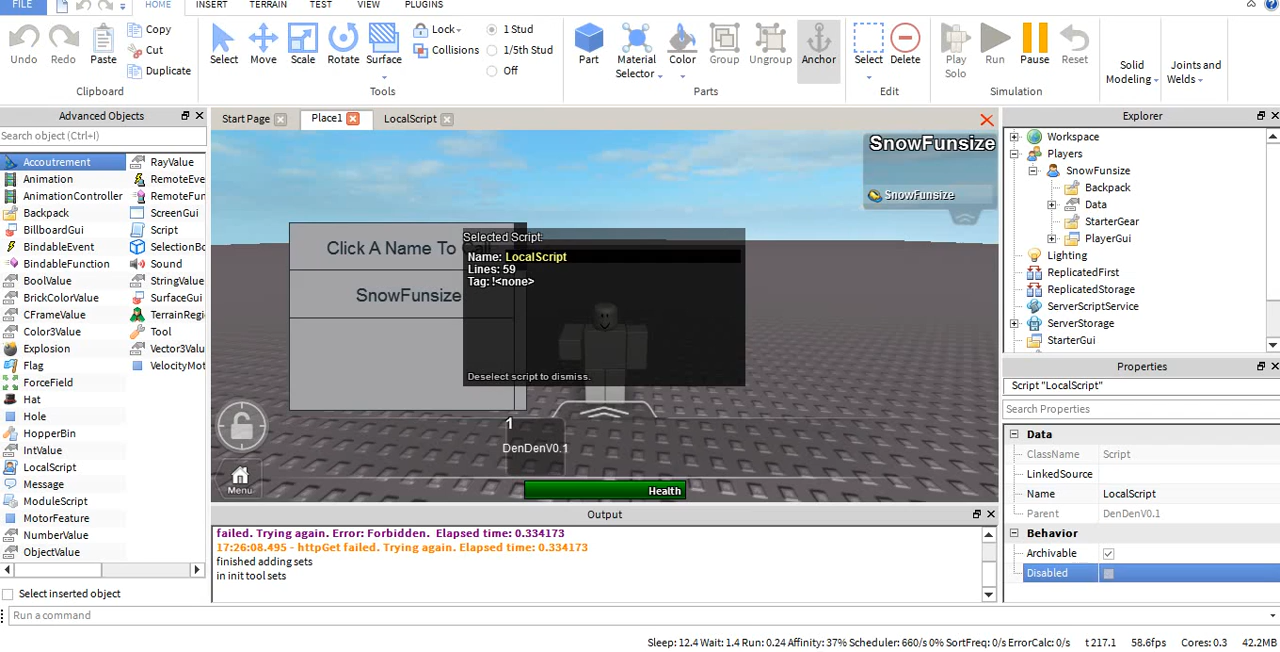 FILE HOME INSERT TERRAIN TEST VIEW PLUGINS
Undo Redo Paste
Copy
Cut
Duplicate
Clipboard
Select Move Scale Rotate Surface
Lock
Collisions
1 Stud
1/5th Stud
Off
Tools
Part Material Selector Color Group Ungroup Anchor
Parts
Select Delete
Edit
Play Solo Run Pause Reset
Simulation
Solid Modeling
Joints and Welds
Advanced Objects
Search object (Ctrl+I)
Accoutrement RayValue
Animation RemoteEve
AnimationController RemoteFun
Backpack ScreenGui
BillboardGui Script
BindableEvent SelectionBo
BindableFunction Sound
BoolValue StringValue
BrickColorValue SurfaceGui
CFrameValue TerrainRegi
Color3Value Tool
Explosion Vector3Valu
Flag VelocityMot
ForceField
Hat
Hole
HopperBin
IntValue
LocalScript
Message
ModuleScript
MotorFeature
NumberValue
ObjectValue
Select inserted object
Start Page Place1 LocalScript
SnowFunsize
SnowFunsize
Click A Name To
SnowFunsize
Selected Script:
Name: LocalScript
Lines: 59
Tag: !<none>
Deselect script to dismiss.
1
DenDenV0.1
Menu
Health
Output
failed. Trying again. Error: Forbidden. Elapsed time: 0.334173
17:26:08.495 - httpGet failed. Trying again. Elapsed time: 0.334173
finished adding sets
in init tool sets
Explorer
Workspace
Players
SnowFunsize
Backpack
Data
StarterGear
PlayerGui
Lighting
ReplicatedFirst
ReplicatedStorage
ServerScriptService
ServerStorage
StarterGui
Properties
Script "LocalScript"
Search Properties
Data
ClassName Script
LinkedSource
Name LocalScript
Parent DenDenV0.1
Behavior
Archivable
Disabled
Run a command
Sleep: 12.4 Wait: 1.4 Run: 0.24 Affinity: 37% Scheduler: 660/s 0% SortFreq: 0/s ErrorCalc: 0/s t 217.1 58.6fps Cores: 0.3 42.2MB